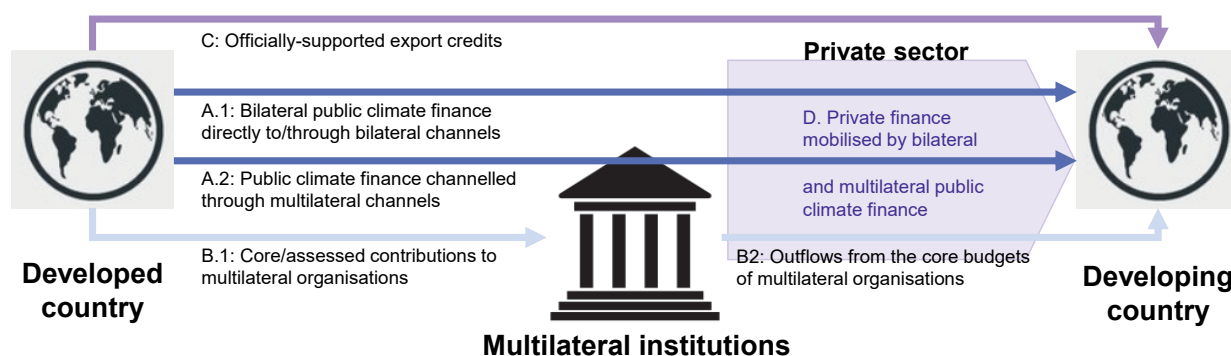 C: Officially-supported export credits
Private sector
A.1: Bilateral public climate finance
directly to/through bilateral channels
D. Private finance
mobilised by bilateral
A.2: Public climate finance channelled
through multilateral channels
and multilateral public
climate finance
B.1: Core/assessed contributions to
multilateral organisations
B2: Outflows from the core budgets
of multilateral organisations
Developed
country
Developing
country
Multilateral institutions